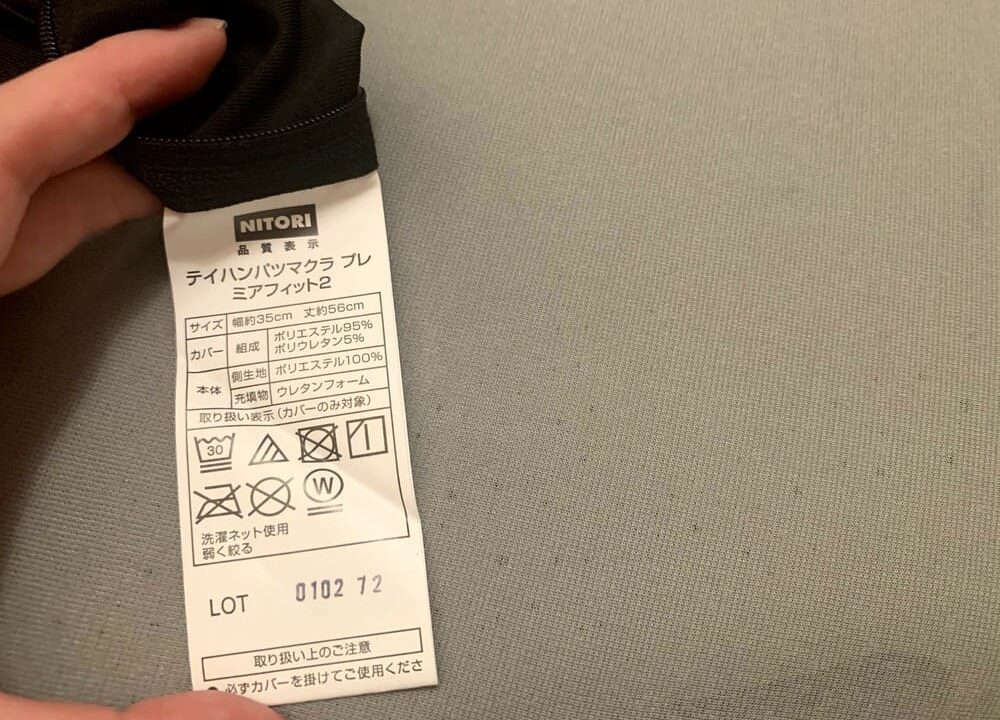 NITORI
品質表示
テイハンパツマクラ プレ
ミアフィット2
サイズ 幅約35cm 丈約56cm
カバー 組成 ポリエステル95%
ポリウレタン5%
本体 側生地 ポリエステル100%
充填物 ウレタンフォーム
取り扱い表示(カバーのみ対象)
30
W
洗濯ネット使用
弱く絞る
LOT 0102 72
取り扱い上のご注意
●必ずカバーを掛けてご使用くださ